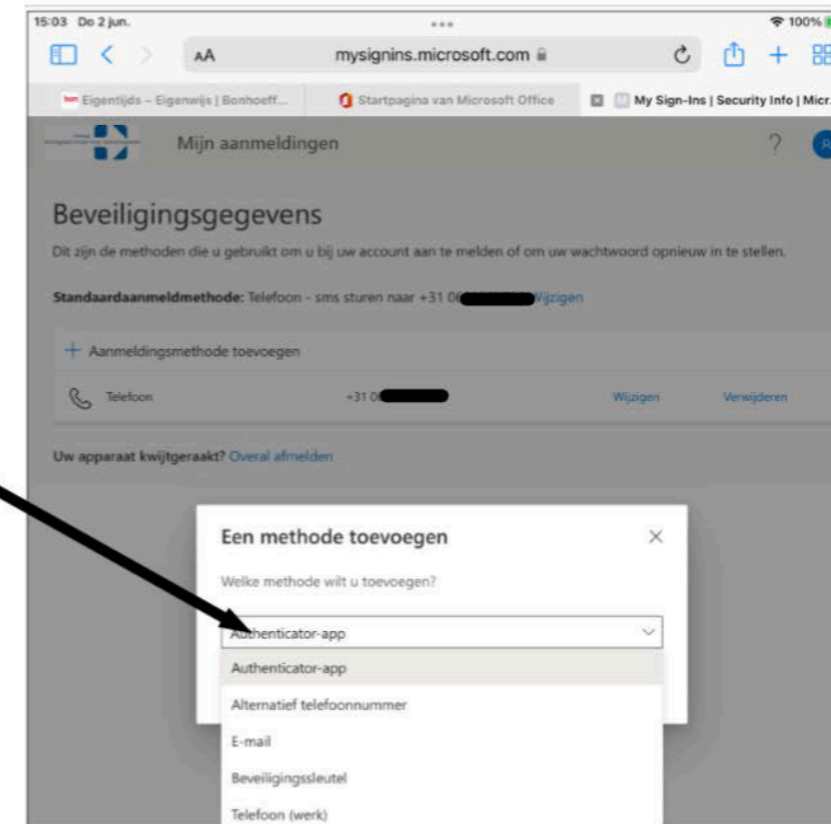 15:03 Do 2 jun.
100%
AA
mysignins.microsoft.com
Eigentijds – Eigenwijs | Bonhoeff...
Startpagina van Microsoft Office
My Sign-Ins | Security Info | Micr.
Mijn aanmeldingen
?
Beveiligingsgegevens
Dit zijn de methoden die u gebruikt om u bij uw account aan te melden of om uw wachtwoord opnieuw in te stellen.
Standaardaanmeldmethode: Telefoon - sms sturen naar +31 0 Wijzigen
+ Aanmeldingsmethode toevoegen
Telefoon +31 0 Wijzigen Verwijderen
Uw apparaat kwijtgeraakt? Overal afmelden
Een methode toevoegen
Welke methode wilt u toevoegen?
Authenticator-app
Authenticator-app
Alternatief telefoonnummer
E-mail
Beveiligingssleutel
Telefoon (werk)